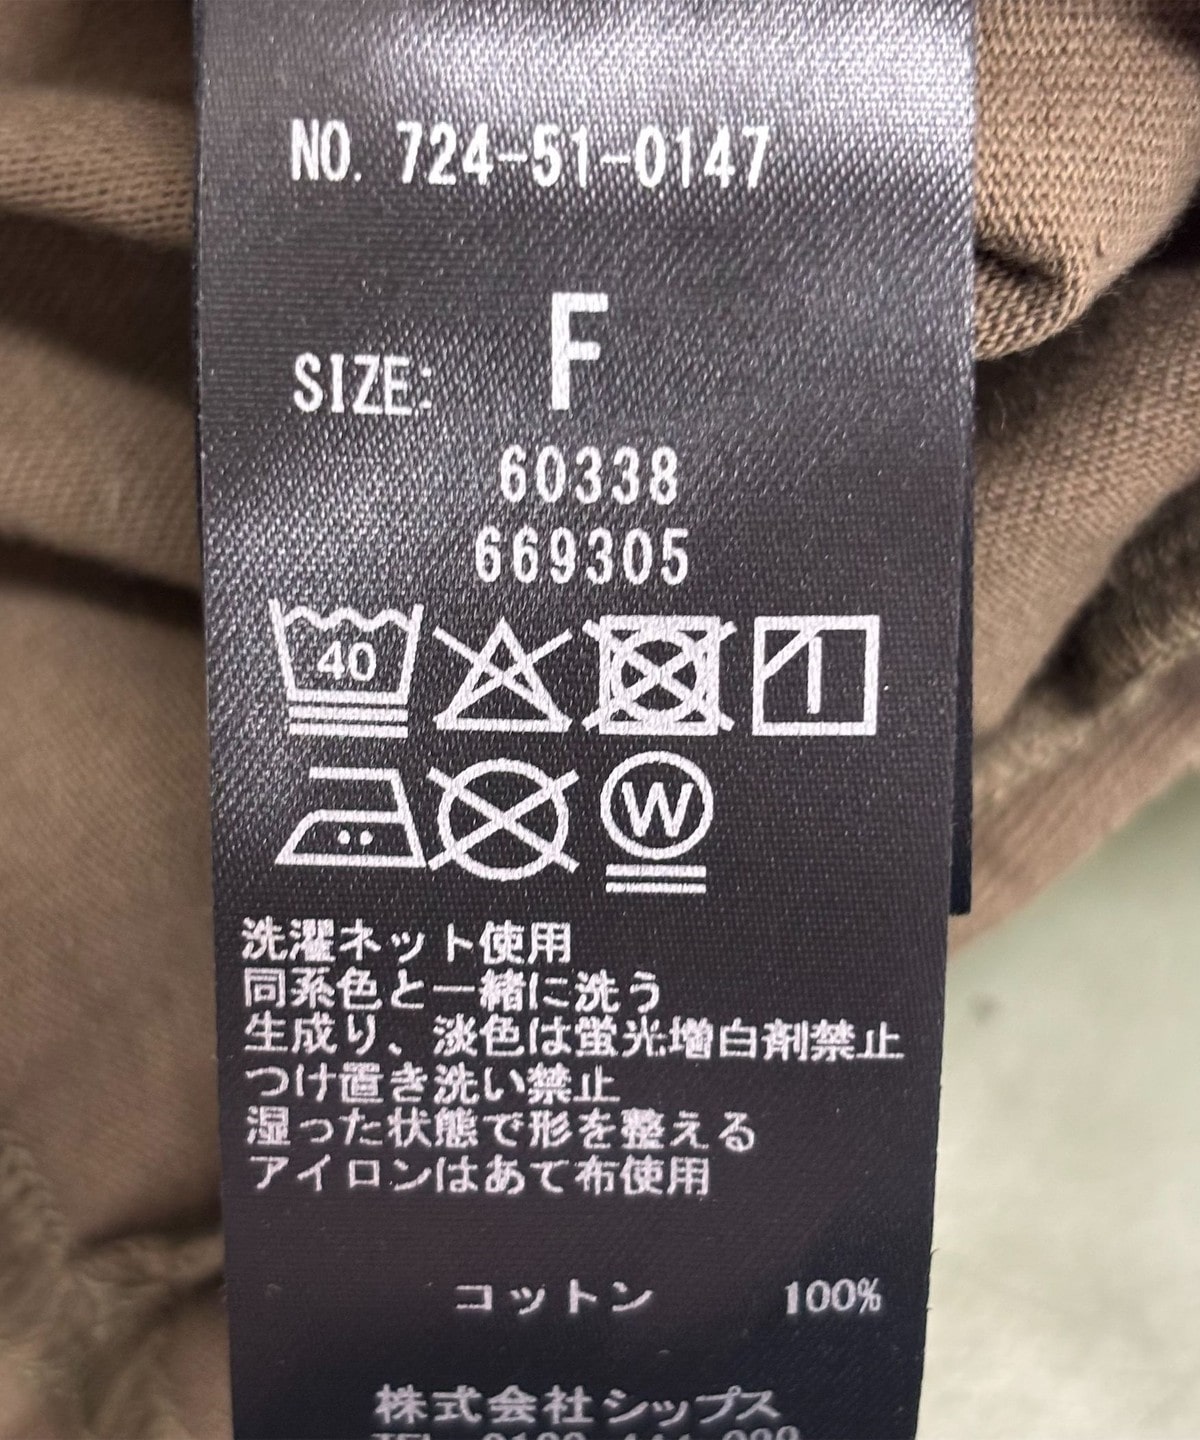 NO. 724-51-0147
SIZE: F
60338
669305
40
W
洗濯ネット使用
同系色と一緒に洗う
生成り、淡色は蛍光増白剤禁止
つけ置き洗い禁止
湿った状態で形を整える
アイロンはあて布使用
コットン 100%
株式会社シップス